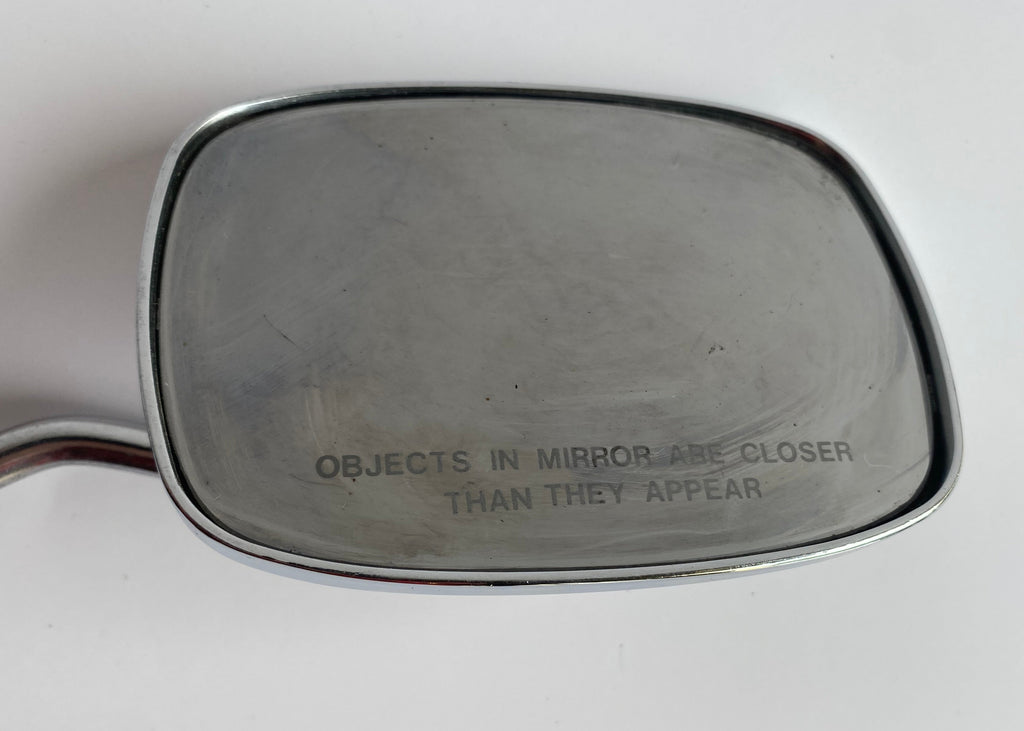 OBJECTS IN MIRROR ARE CLOSER
THAN THEY APPEAR